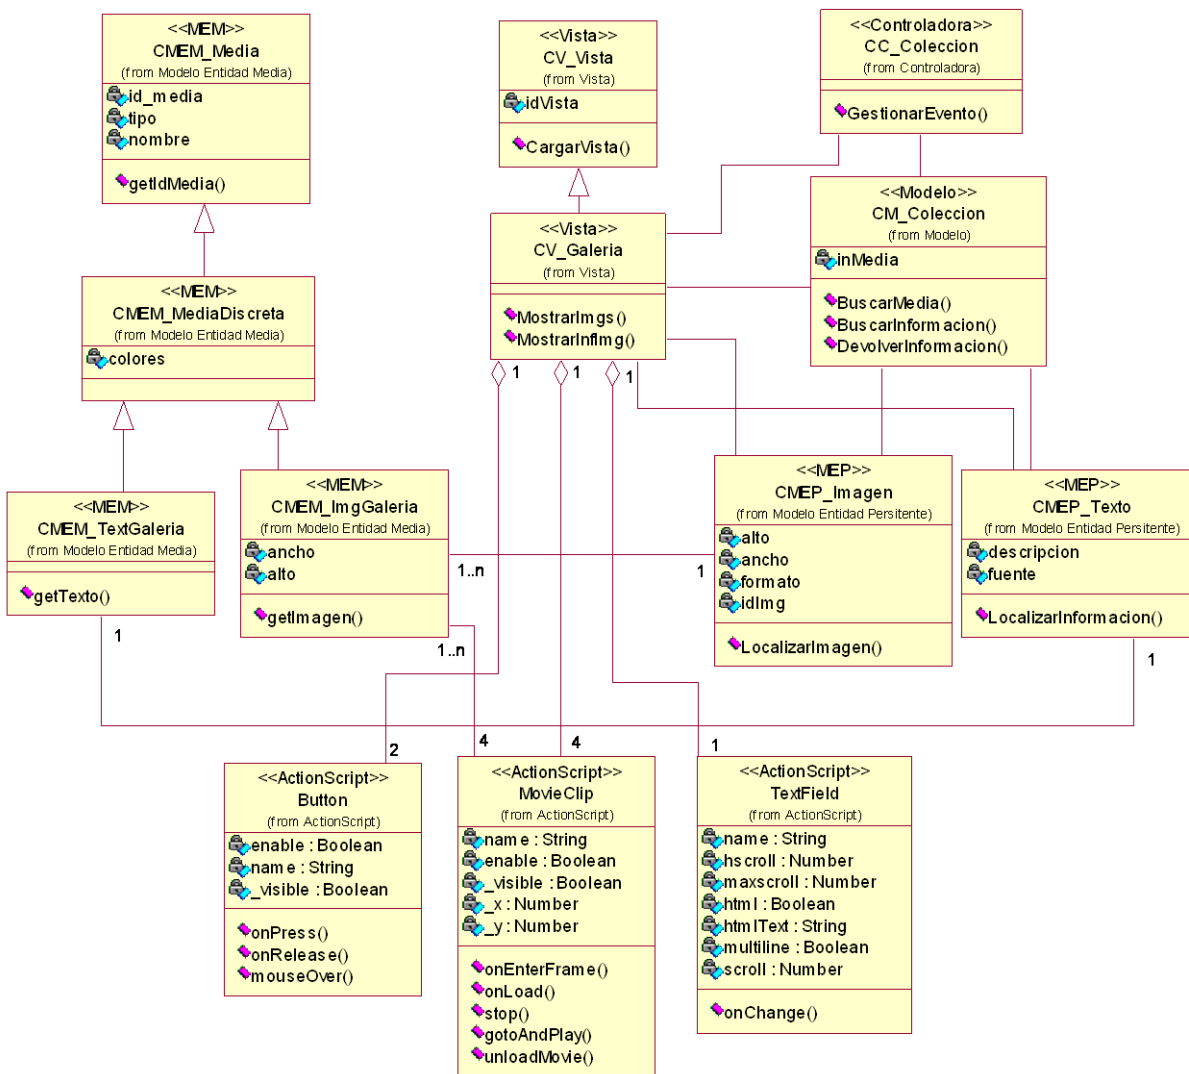 <<MEM>>
CMEM_Media
(from Modelo Entidad Media)
id_media
tipo
nombre
getIdMedia()
<<Vista>>
CV_Vista
(from Vista)
idVista
CargarVista()
<<Controladora>>
CC_Coleccion
(from Controladora)
GestionarEvento()
<<Modelo>>
CM_Coleccion
(from Modelo)
inMedia
BuscarMedia()
BuscarInformacion()
DevolverInformacion()
<<Vista>>
CV_Galeria
(from Vista)
MostrarImgs()
MostrarInfImg()
1
1
1
<<MEM>>
CMEM_MediaDiscreta
(from Modelo Entidad Media)
colores
<<MEM>>
CMEM_TextGaleria
(from Modelo Entidad Media)
getTexto()
1
<<MEM>>
CMEM_ImgGaleria
(from Modelo Entidad Media)
ancho
alto
getImagen()
1..n
1
1..n
<<MEP>>
CMEP_Imagen
(from Modelo Entidad Persitente)
alto
ancho
formato
idImg
LocalizarImagen()
<<MEP>>
CMEP_Texto
(from Modelo Entidad Persitente)
descripcion
fuente
LocalizarInformacion()
1
2
4
4
1
<<ActionScript>>
Button
(from ActionScript)
enable : Boolean
name : String
_visible : Boolean
onPress()
onRelease()
mouseOver()
<<ActionScript>>
MovieClip
(from ActionScript)
name : String
enable : Boolean
_visible : Boolean
_x : Number
_y : Number
onEnterFrame()
onLoad()
stop()
gotoAndPlay()
unloadMovie()
<<ActionScript>>
TextField
(from ActionScript)
name : String
hscroll : Number
maxscroll : Number
html : Boolean
htmlText : String
multiline : Boolean
scroll : Number
onChange()